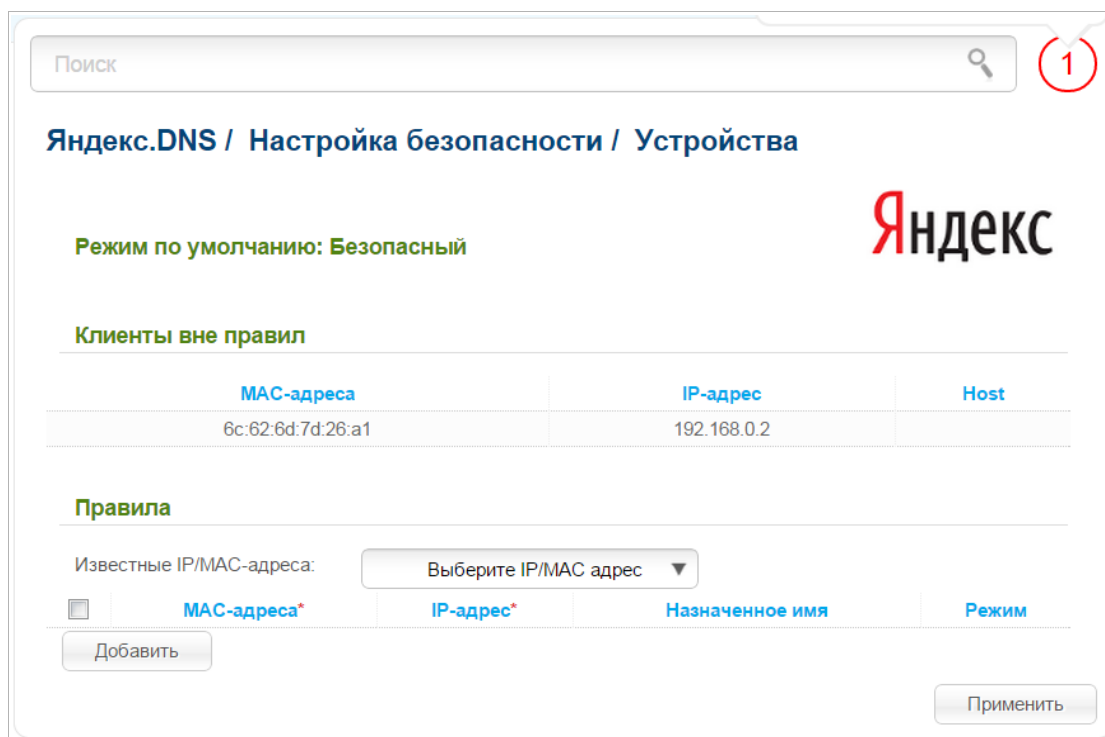 Поиск
1
Яндекс.DNS / Настройка безопасности / Устройства
Яндекс
Режим по умолчанию: Безопасный
Клиенты вне правил
MAC-адреса IP-адрес Host
6c:62:6d:7d:26:a1 192.168.0.2
Правила
Известные IP/MAC-адреса: Выберите IP/MAC адрес
MAC-адреса* IP-адрес* Назначенное имя Режим
Добавить
Применить